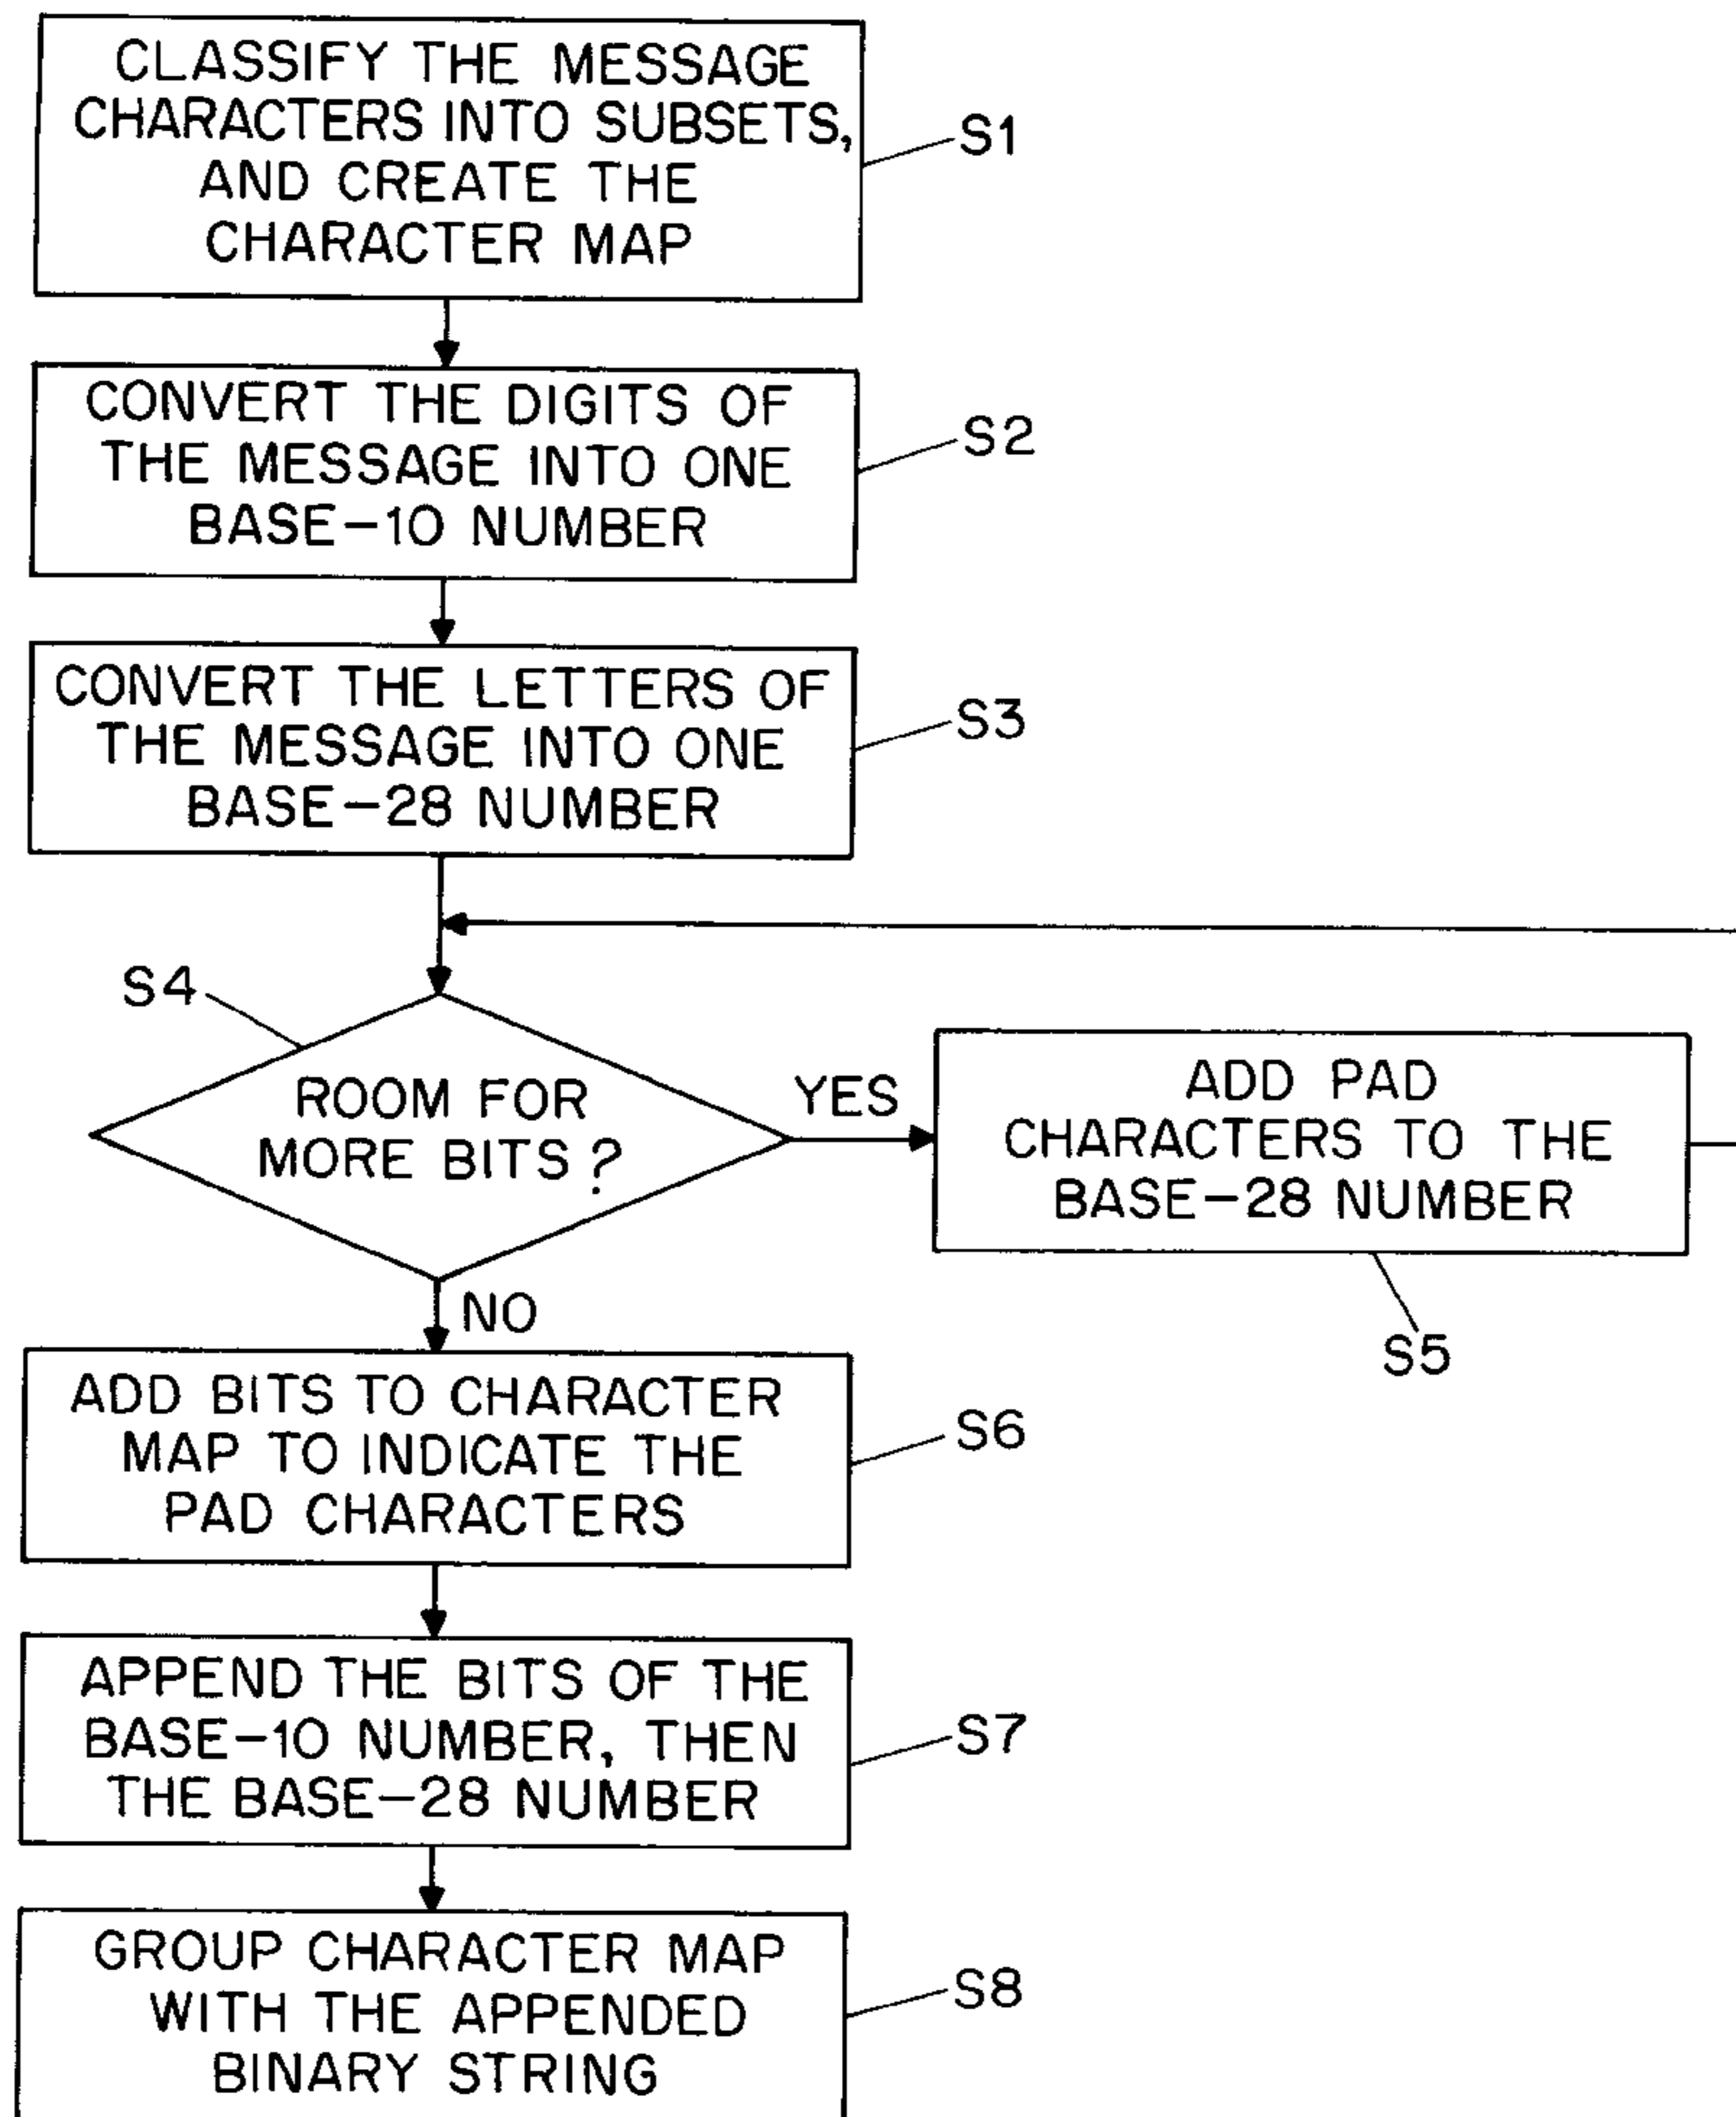 CLASSIFY THE MESSAGE
CHARACTERS INTO SUBSETS,
AND CREATE THE
CHARACTER MAP
S1
CONVERT THE DIGITS OF
THE MESSAGE INTO ONE
BASE-10 NUMBER
S2
CONVERT THE LETTERS OF
THE MESSAGE INTO ONE
BASE-28 NUMBER
S3
S4
ROOM FOR
MORE BITS?
YES
ADD PAD
CHARACTERS TO THE
BASE-28 NUMBER
S5
NO
ADD BITS TO CHARACTER
MAP TO INDICATE THE
PAD CHARACTERS
S6
APPEND THE BITS OF THE
BASE-10 NUMBER, THEN
THE BASE-28 NUMBER
S7
GROUP CHARACTER MAP
WITH THE APPENDED
BINARY STRING
S8